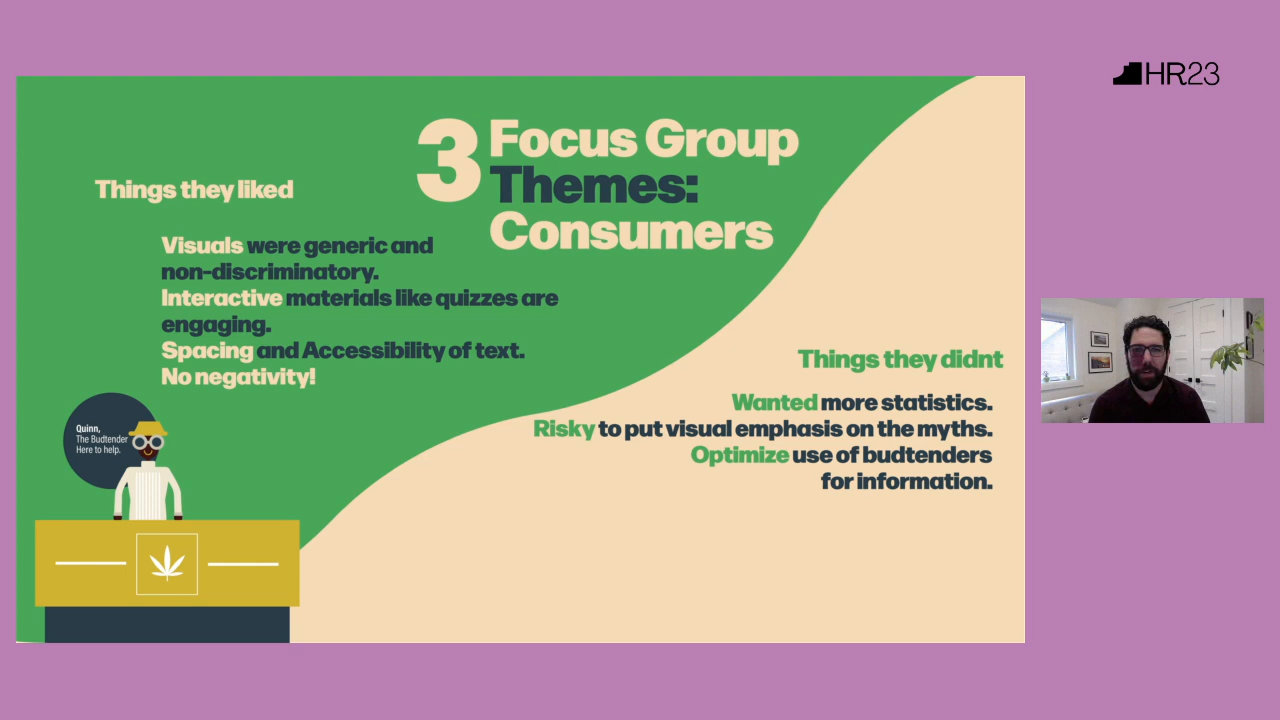 HR23
3 Focus Group
Themes:
Consumers
Things they liked
Visuals were generic and
non-discriminatory.
Interactive materials like quizzes are
engaging.
Spacing and Accessibility of text.
No negativity!
Things they didnt
Wanted more statistics.
Risky to put visual emphasis on the myths.
Optimize use of budtenders
for information.
Quinn,
The Budtender
Here to help.